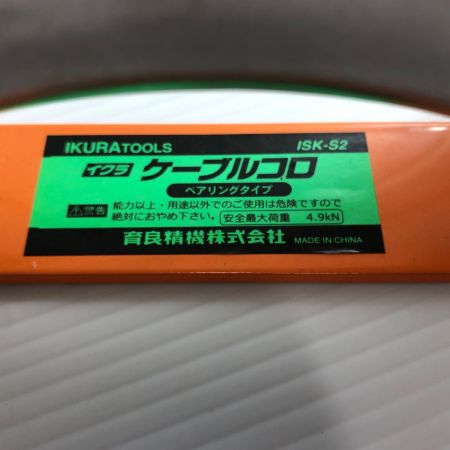 IKURATOOLS ISK-S2
イクラ ケーブルコロ
ベアリングタイプ
⚠警告 能力以上・用途以外でのご使用は危険ですので
絶対におやめ下さい。 安全最大荷重 4.9kN
育良精機株式会社 MADE IN CHINA